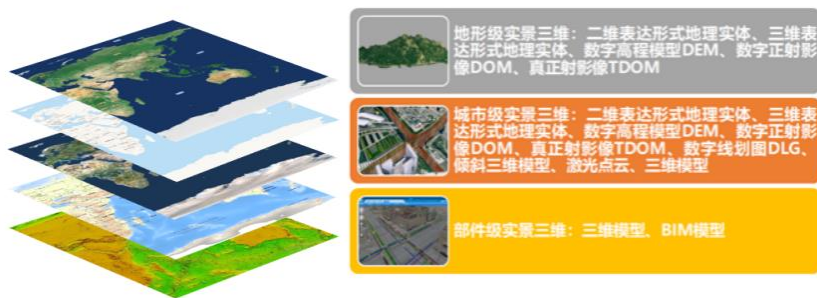 地形级实景三维：二维表达形式地理实体、三维表
达形式地理实体、数字高程模型DEM、数字正射影
像DOM、真正射影像TDOM
城市级实景三维：二维表达形式地理实体、三维表
达形式地理实体、数字高程模型DEM、数字正射影
像DOM、真正射影像TDOM、数字线划图DLG、
倾斜三维模型、激光点云、三维模型
部件级实景三维：三维模型、BIM模型